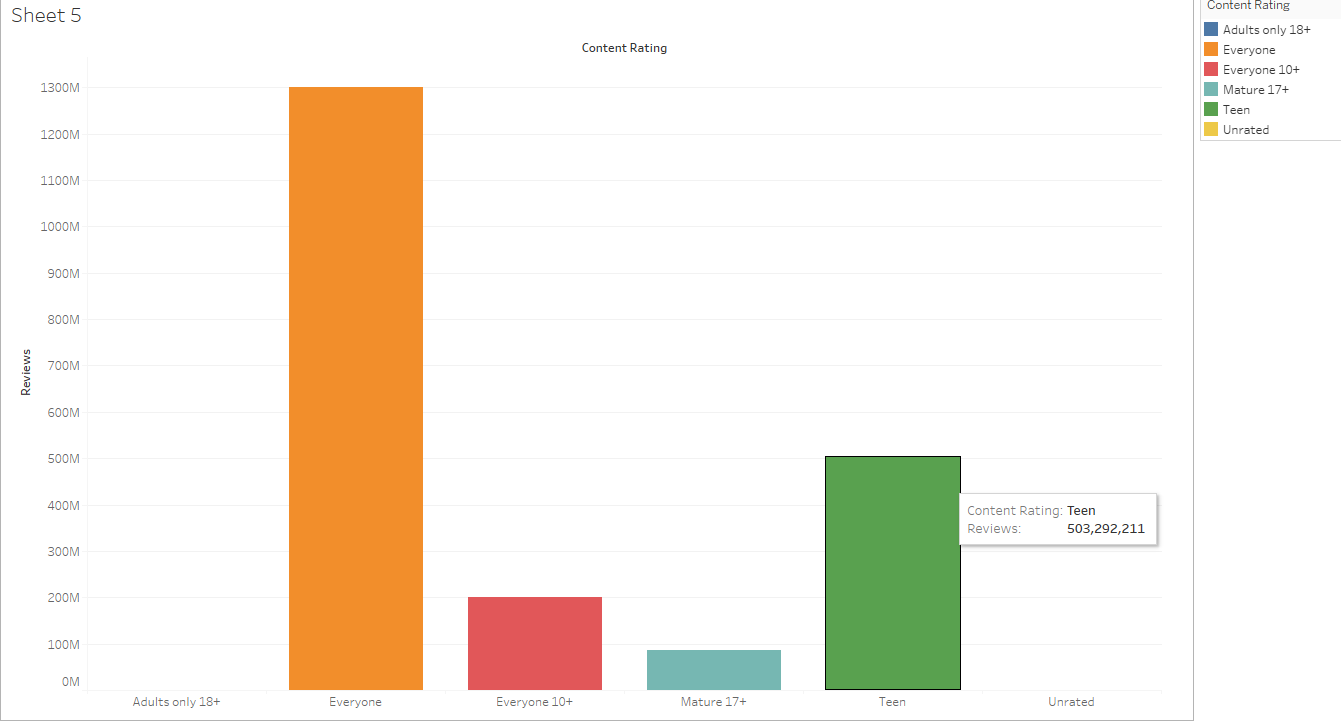 Sheet 5
Content Rating
1300M
1200M
1100M
1000M
900M
800M
700M
600M
500M
400M
300M
200M
100M
0M
Reviews
Adults only 18+
Everyone
Everyone 10+
Mature 17+
Teen
Unrated
Content Rating: Teen
Reviews: 503,292,211
Content Rating
Adults only 18+
Everyone
Everyone 10+
Mature 17+
Teen
Unrated